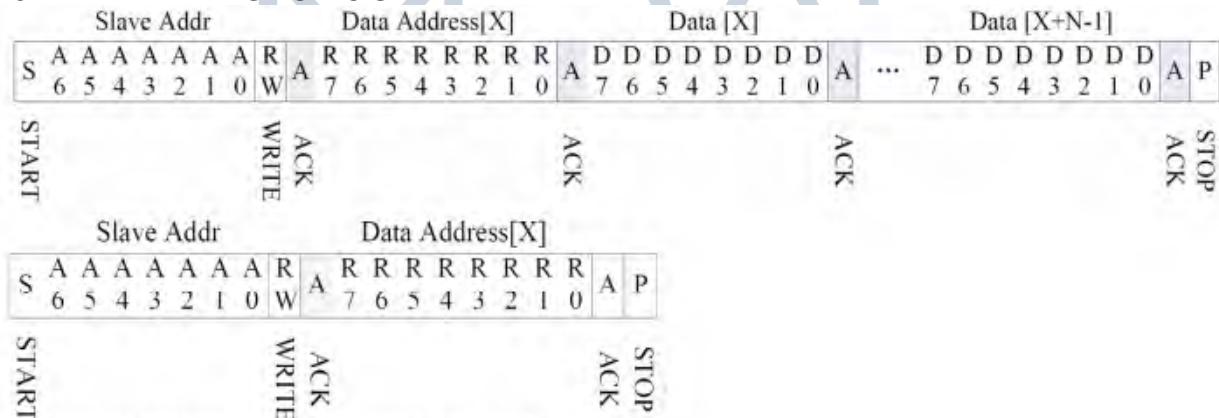 Slave Addr Data Address[X] Data [X] Data [X+N-1]
S A A A A A A A R A R R R R R R R R A D D D D D D D D A ... D D D D D D D D A P
6 5 4 3 2 1 0 W 7 6 5 4 3 2 1 0 7 6 5 4 3 2 1 0 7 6 5 4 3 2 1 0
START WRITE ACK ACK ACK ACK STOP
Slave Addr Data Address[X]
S A A A A A A A R A R R R R R R R R A P
6 5 4 3 2 1 0 W 7 6 5 4 3 2 1 0
START WRITE ACK ACK STOP